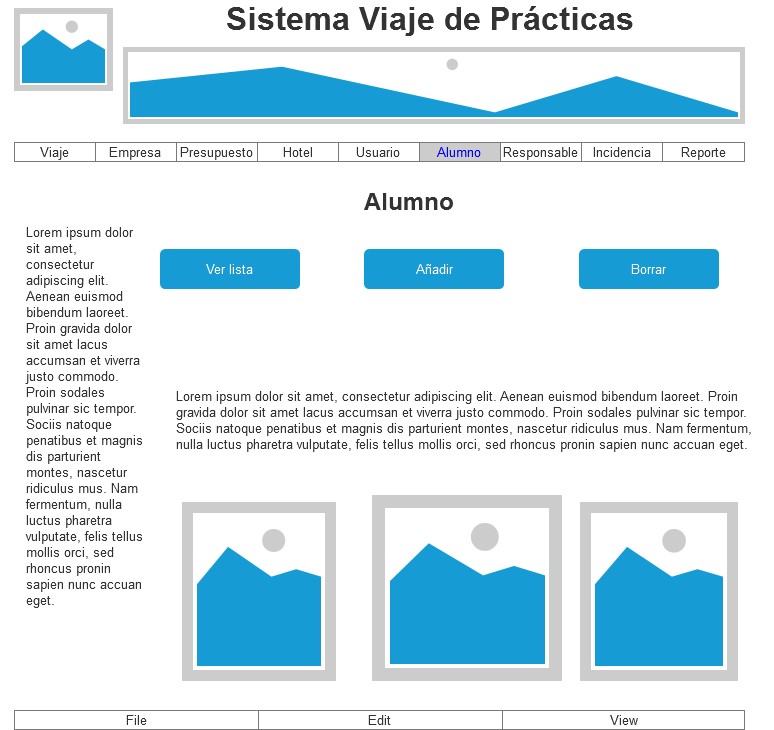 Sistema Viaje de Prácticas
Viaje Empresa Presupuesto Hotel Usuario Alumno Responsable Incidencia Reporte
Alumno
Ver lista Añadir Borrar
Lorem ipsum dolor
sit amet,
consectetur
adipiscing elit.
Aenean euismod
bibendum laoreet.
Proin gravida dolor
sit amet lacus
accumsan et viverra
justo commodo.
Proin sodales
pulvinar sic tempor.
Sociis natoque
penatibus et magnis
dis parturient
montes, nascetur
ridiculus mus. Nam
fermentum, nulla
luctus pharetra
vulputate, felis tellus
mollis orci, sed
rhoncus pronin
sapien nunc accuan
eget.
Lorem ipsum dolor sit amet, consectetur adipiscing elit. Aenean euismod bibendum laoreet. Proin
gravida dolor sit amet lacus accumsan et viverra justo commodo. Proin sodales pulvinar sic tempor.
Sociis natoque penatibus et magnis dis parturient montes, nascetur ridiculus mus. Nam fermentum,
nulla luctus pharetra vulputate, felis tellus mollis orci, sed rhoncus pronin sapien nunc accuan eget.
File Edit View